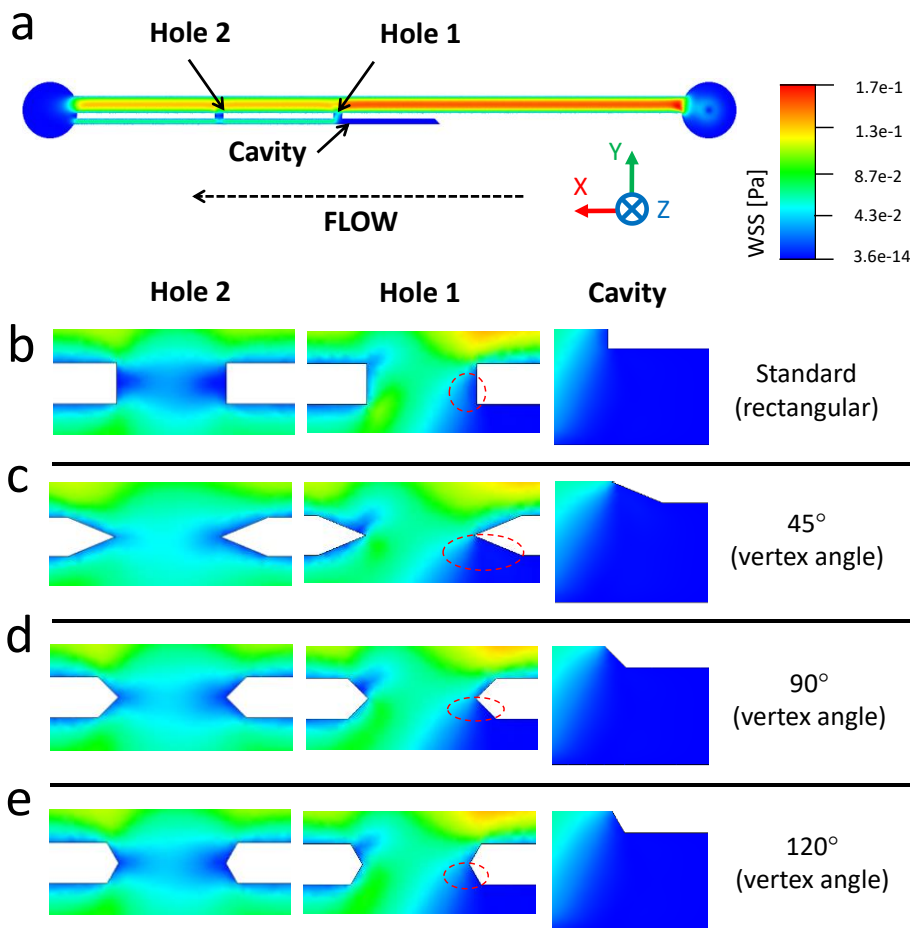 a
Hole 2
Hole 1
Cavity
FLOW
Y
X
Z
WSS [Pa]
1.7e-1
1.3e-1
8.7e-2
4.3e-2
3.6e-14
Hole 2
Hole 1
Cavity
b
Standard
(rectangular)
c
45°
(vertex angle)
d
90°
(vertex angle)
e
120°
(vertex angle)